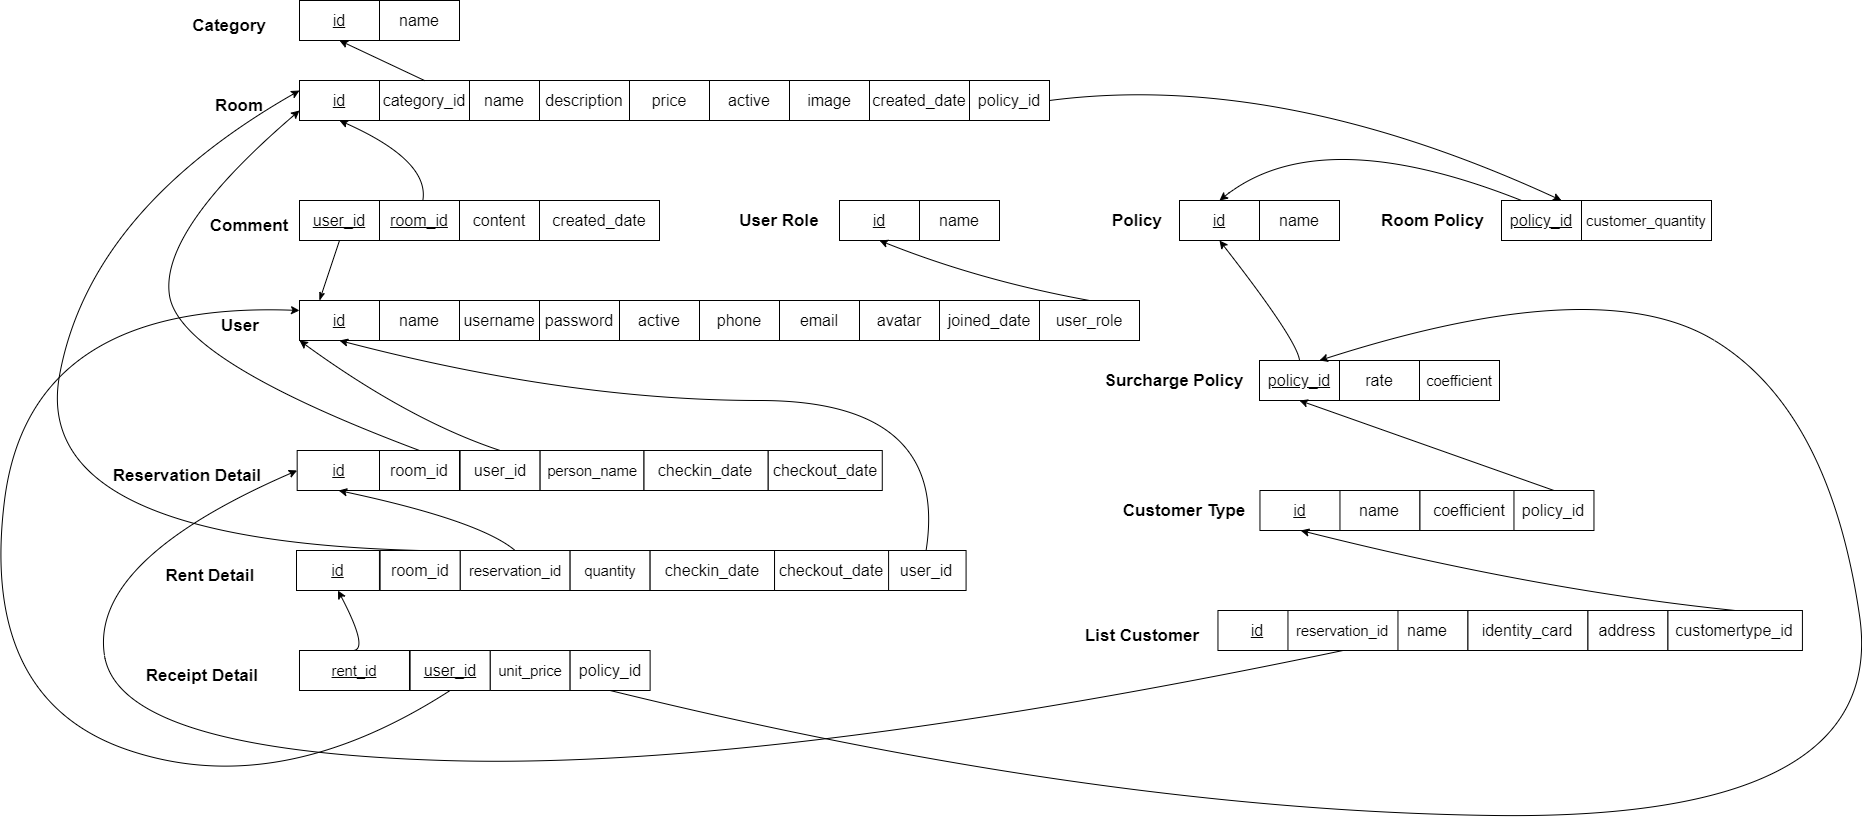 Category id name
Room id category_id name description price active image created_date policy_id
Comment user_id room_id content created_date
User Role id name
Policy id name
Room Policy policy_id customer_quantity
User id name username password active phone email avatar joined_date user_role
Surcharge Policy policy_id rate coefficient
Reservation Detail id room_id user_id person_name checkin_date checkout_date
Customer Type id name coefficient policy_id
Rent Detail id room_id reservation_id quantity checkin_date checkout_date user_id
List Customer id reservation_id name identity_card address customertype_id
Receipt Detail rent_id user_id unit_price policy_id